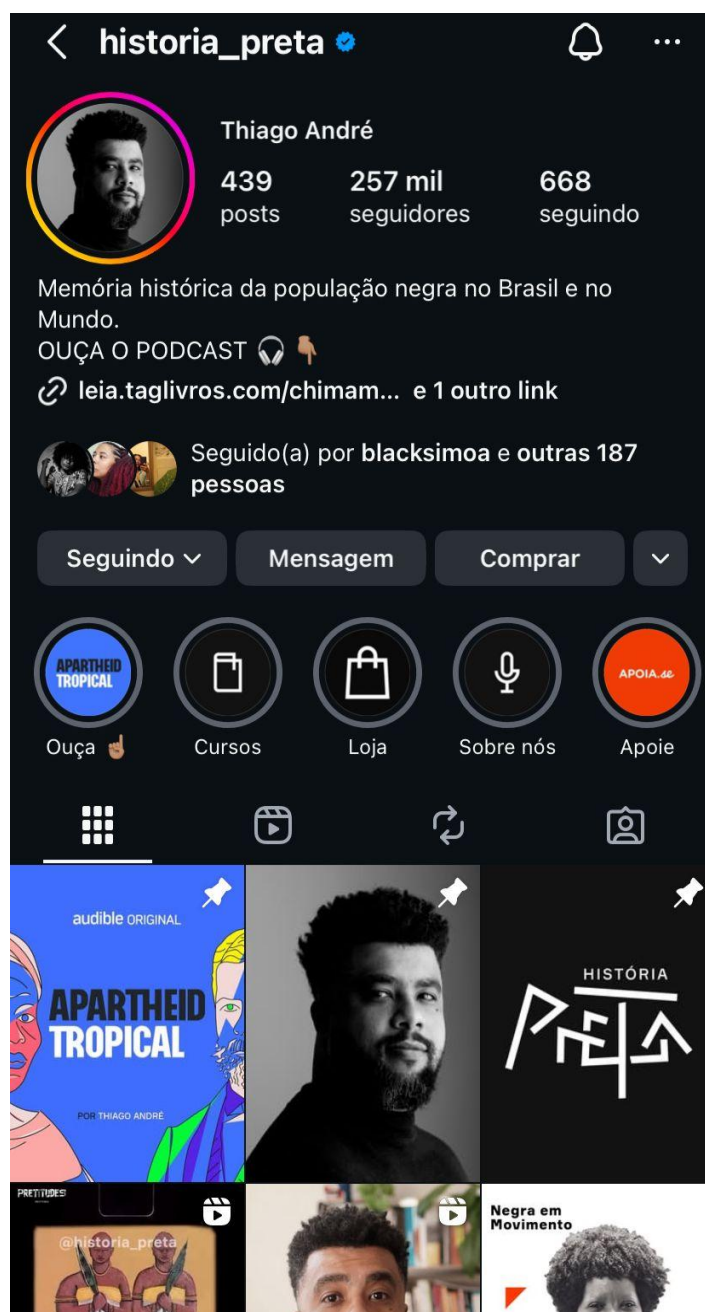 historia_preta
Thiago André
439 257 mil 668
posts seguidores seguindo
Memória histórica da população negra no Brasil e no
Mundo.
OUÇA O PODCAST 🎧 👇🏽
leia.taglivros.com/chimam... e 1 outro link
Seguido(a) por blacksimoa e outras 187
pessoas
Seguindo Mensagem Comprar
APARTHEID
TROPICAL
APOIA.se
Ouça ☝🏽 Cursos Loja Sobre nós Apoie
audible ORIGINAL
APARTHEID
TROPICAL
POR THIAGO ANDRÉ
HISTÓRIA
PRETA
PRETITUDES
@historia_preta
Negra em
Movimento